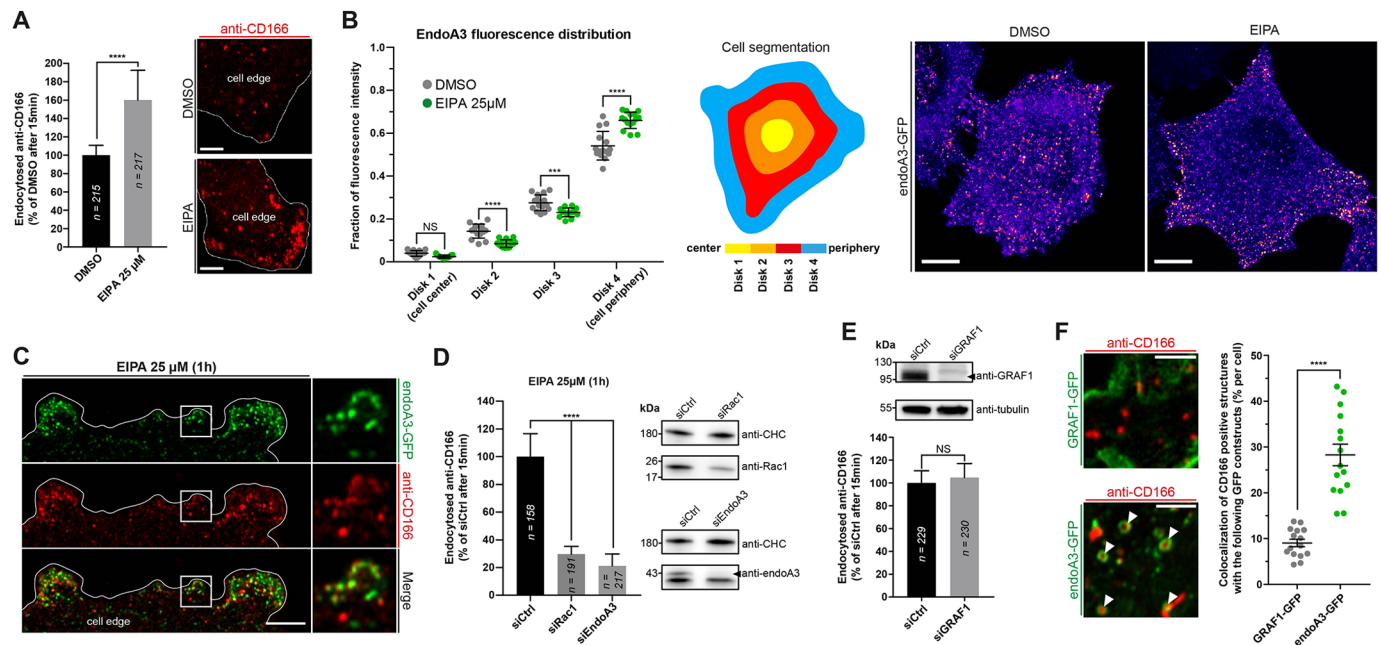 A
anti-CD166
Endocytosed anti-CD166
(% of DMSO after 15min)
200
180
160
140
120
100
80
60
40
20
0
****
n = 215
n = 217
DMSO
EIPA 25 µM
DMSO
cell edge
EIPA
cell edge
B
EndoA3 fluorescence distribution
Fraction of fluorescence intensity
1.0
0.8
0.6
0.4
0.2
0
DMSO
EIPA 25µM
NS
****
***
****
Disk 1
(cell center)
Disk 2
Disk 3
Disk 4
(cell periphery)
Cell segmentation
center
periphery
Disk 1
Disk 2
Disk 3
Disk 4
DMSO
EIPA
endoA3-GFP
C
EIPA 25 µM (1h)
endoA3-GFP
anti-CD166
Merge
cell edge
D
EIPA 25µM (1h)
Endocytosed anti-CD166
(% of siCtrl after 15min)
140
120
100
80
60
40
20
0
****
n = 158
n = 191
n = 217
siCtrl
siRac1
siEndoA3
kDa
siCtrl
siRac1
180
anti-CHC
26
17
anti-Rac1
siCtrl
siEndoA3
180
anti-CHC
43
anti-endoA3
E
kDa
siCtrl
siGRAF1
130
95
anti-GRAF1
55
anti-tubulin
Endocytosed anti-CD166
(% of siCtrl after 15min)
140
120
100
80
60
40
20
0
NS
n = 229
n = 230
siCtrl
siGRAF1
F
anti-CD166
GRAF1-GFP
anti-CD166
endoA3-GFP
Colocalization of CD166 positive structures
with the following GFP constructs (% per cell)
50
40
30
20
10
0
****
GRAF1-GFP
endoA3-GFP